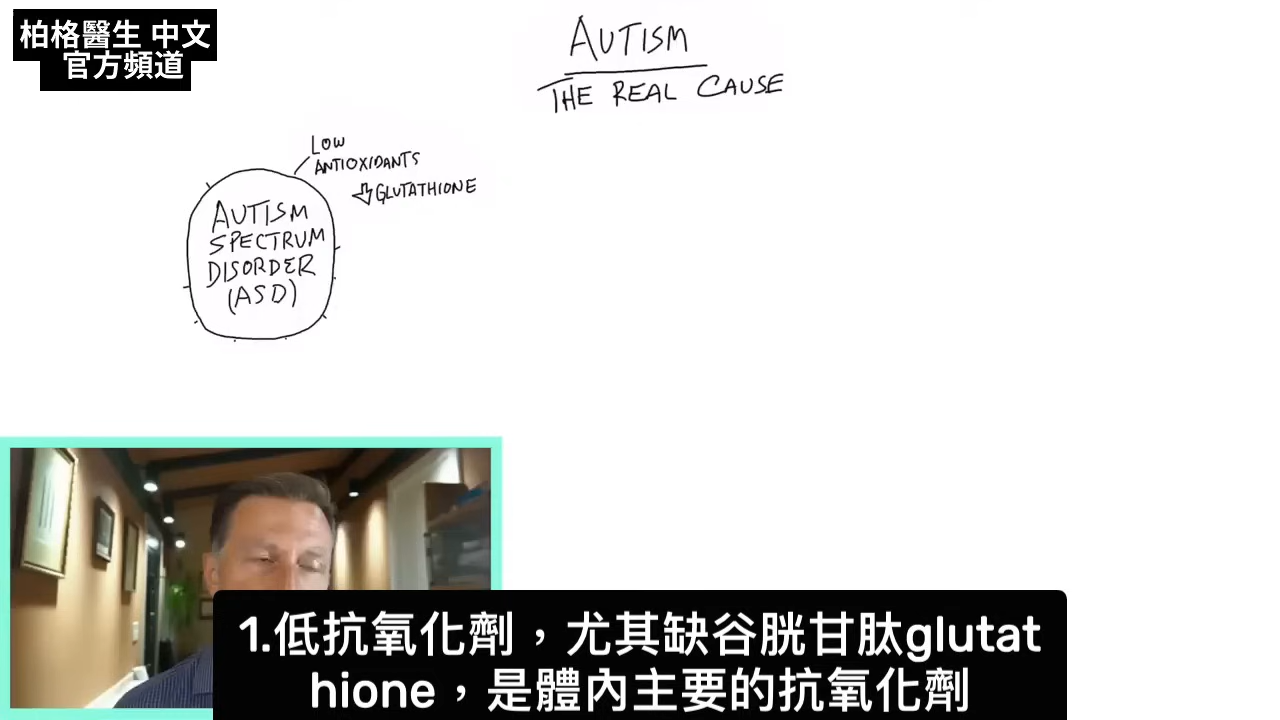 柏格醫生 中文
官方頻道
AUTISM
THE REAL CAUSE
LOW
ANTIOXIDANTS
GLUTATHIONE
AUTISM
SPECTRUM
DISORDER
(ASD)
1.低抗氧化劑，尤其缺谷胱甘肽glutat
hione，是體內主要的抗氧化劑